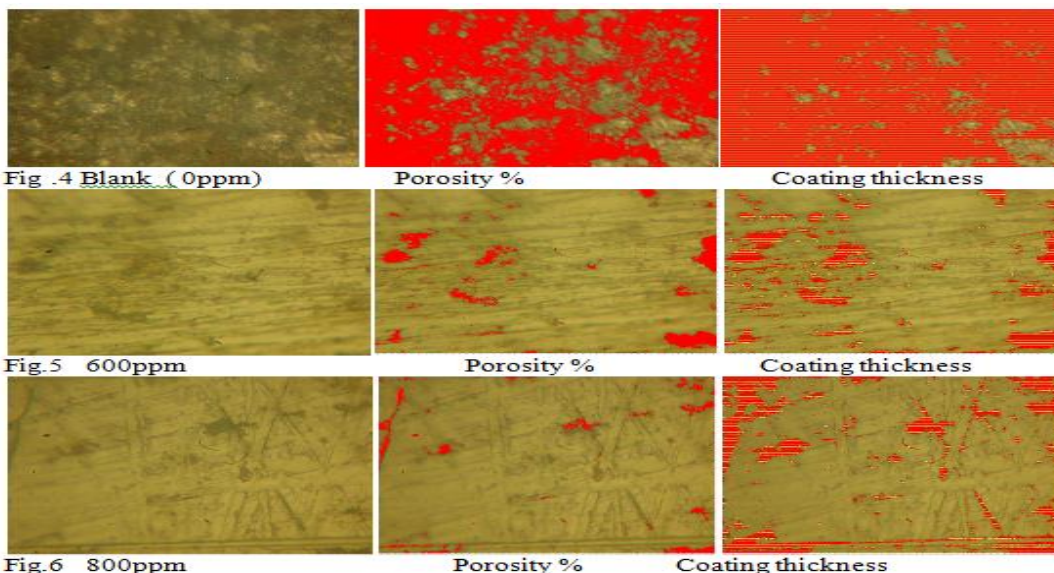 Fig .4 Blank ( 0ppm) Porosity % Coating thickness
Fig.5 600ppm Porosity % Coating thickness
Fig.6 800ppm Porosity % Coating thickness